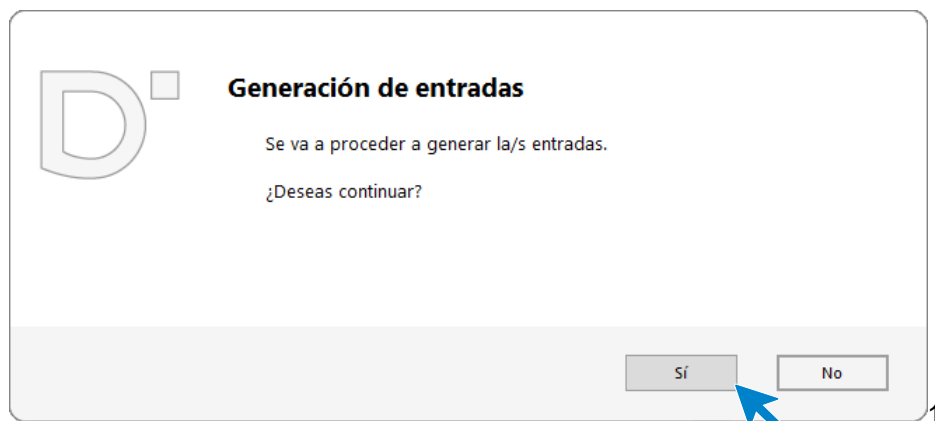 Generación de entradas
Se va a proceder a generar la/s entradas.
¿Deseas continuar?
Sí
No